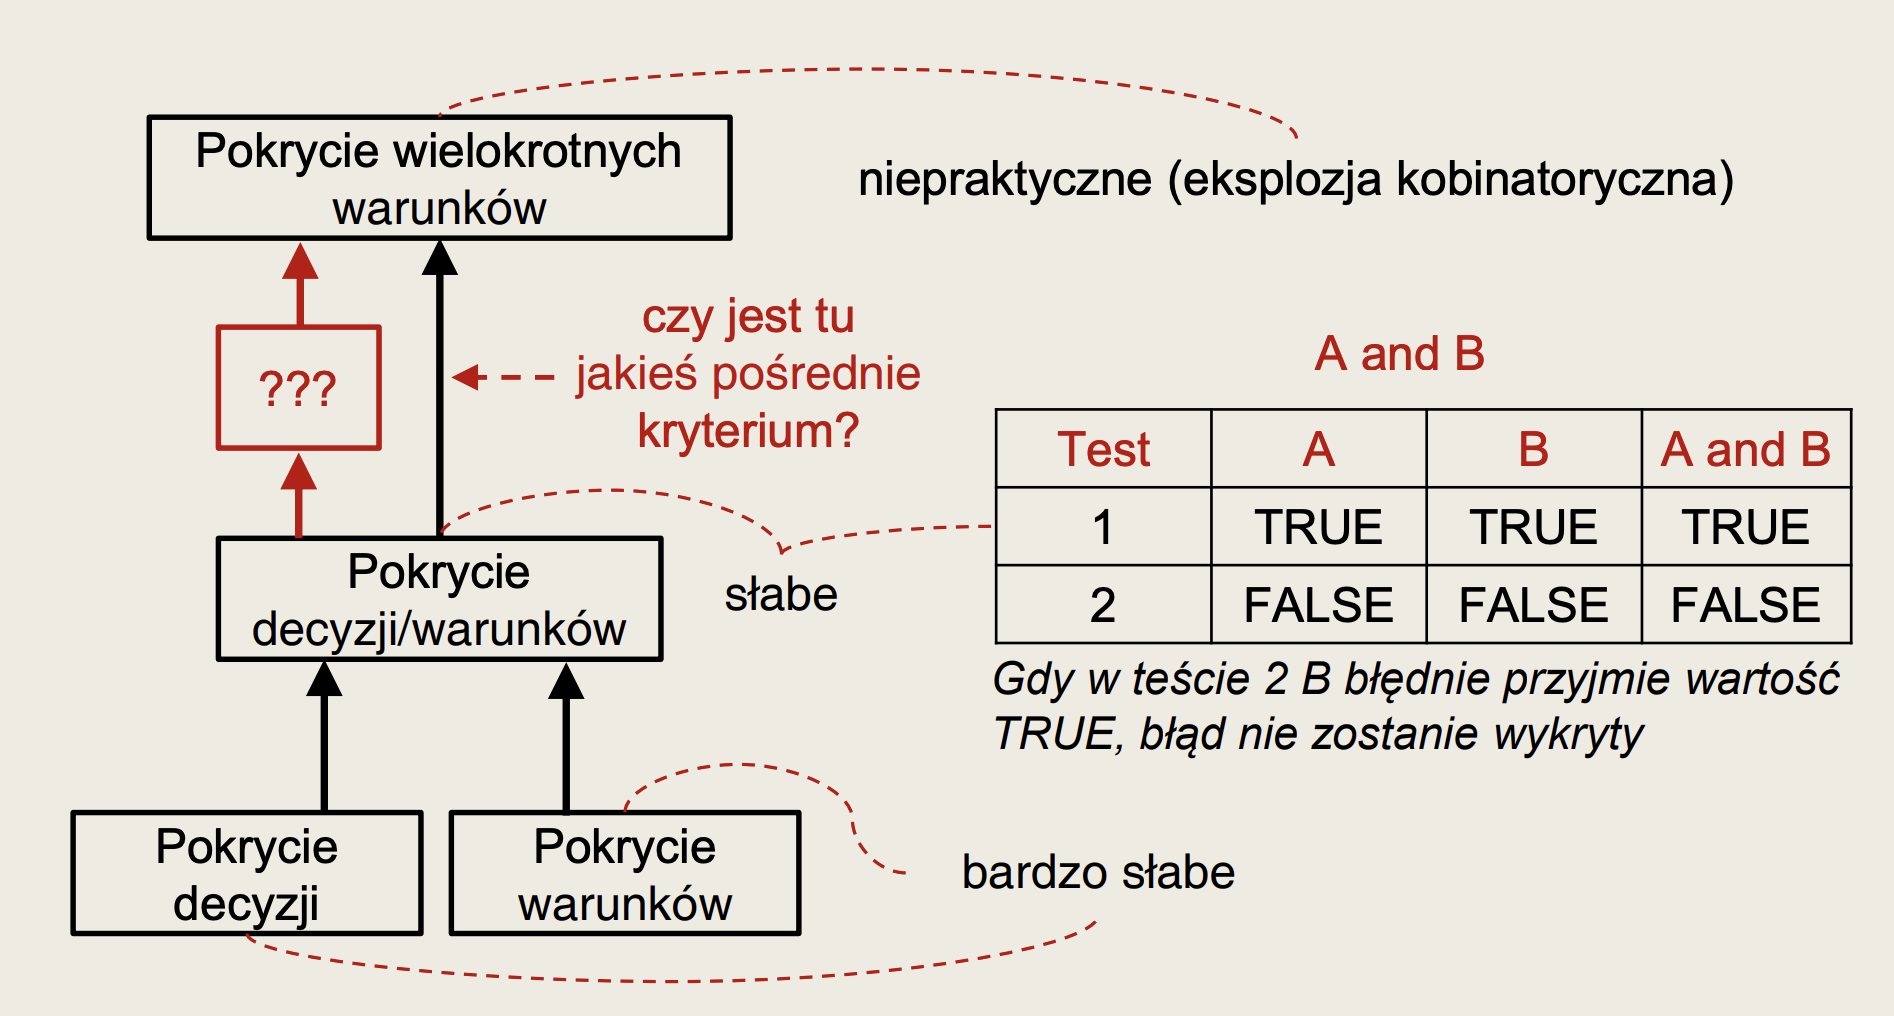 Pokrycie wielokrotnych
warunków
niepraktyczne (eksplozja kobinatoryczna)
???
czy jest tu
jakieś pośrednie
kryterium?
A and B
Test A B A and B
1 TRUE TRUE TRUE
2 FALSE FALSE FALSE
Gdy w teście 2 B błędnie przyjmie wartość
TRUE, błąd nie zostanie wykryty
Pokrycie
decyzji/warunków
słabe
Pokrycie
decyzji
Pokrycie
warunków
bardzo słabe